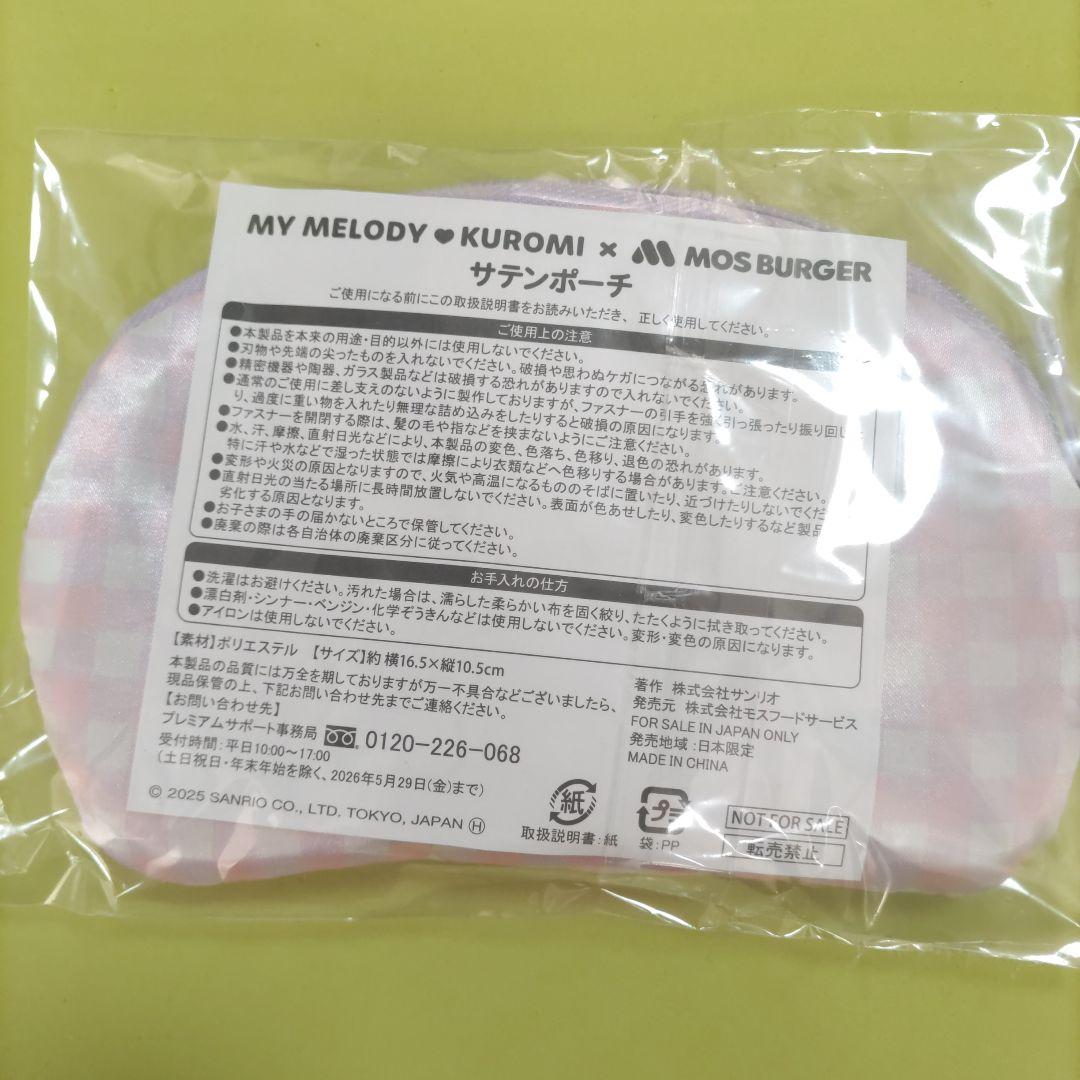 MY MELODY ♥ KUROMI × MOS BURGER
サテンポーチ
ご使用になる前にこの取扱説明書をお読みいただき、正しく使用してください。
ご使用上の注意
●本製品を本来の用途・目的以外には使用しないでください。
●刃物や先端の尖ったものを入れないでください。破損や思わぬケガにつながる恐れがあります。
●精密機器や陶器、ガラス製品などは破損する恐れがありますので入れないでください。
●通常のご使用に差し支えのないように製作しておりますが、ファスナーの引手を強く引っ張ったり振り回した
り、過度に重い物を入れたり無理な詰め込みをしたりすると破損の原因になります。
●ファスナーを開閉する際は、髪の毛や指などを挟まないようにご注意ください。
●水、汗、摩擦、直射日光などにより、本製品の変色、色落ち、色移り、退色の恐れがあります。
特に汗や水などで湿った状態では摩擦により衣類などへ色移りする場合があります。ご注意ください。
●変形や火災の原因となりますので、火気や高温になるもののそばに置いたり、近づけたりしないでくだ
●直射日光の当たる場所に長時間放置しないでください。表面が色あせしたり、変色したりするなど製品
劣化する原因となります。
●お子さまの手の届かないところで保管してください。
●廃棄の際は各自治体の廃棄区分に従ってください。
お手入れの仕方
●洗濯はお避けください。汚れた場合は、濡らした柔らかい布を固く絞り、たたくように拭き取ってください。
●漂白剤・シンナー・ベンジン・化学ぞうきんなどは使用しないでください。変形・変色の原因になります。
●アイロンは使用しないでください。
【素材】ポリエステル 【サイズ】約 横16.5×縦10.5cm
本製品の品質には万全を期しておりますが万一不具合などございましたら、
現品保管の上、下記お問い合わせ先までご連絡ください。
【お問い合わせ先】
プレミアムサポート事務局 0120-226-068
受付時間:平日10:00〜17:00
(土日祝日・年末年始を除く、2026年5月29日(金)まで)
© 2025 SANRIO CO., LTD. TOKYO, JAPAN Ⓗ
著作 株式会社サンリオ
発売元 株式会社モスフードサービス
FOR SALE IN JAPAN ONLY
発売地域:日本限定
MADE IN CHINA
紙
取扱説明書:紙
プラ
袋:PP
NOT FOR SALE
転売禁止